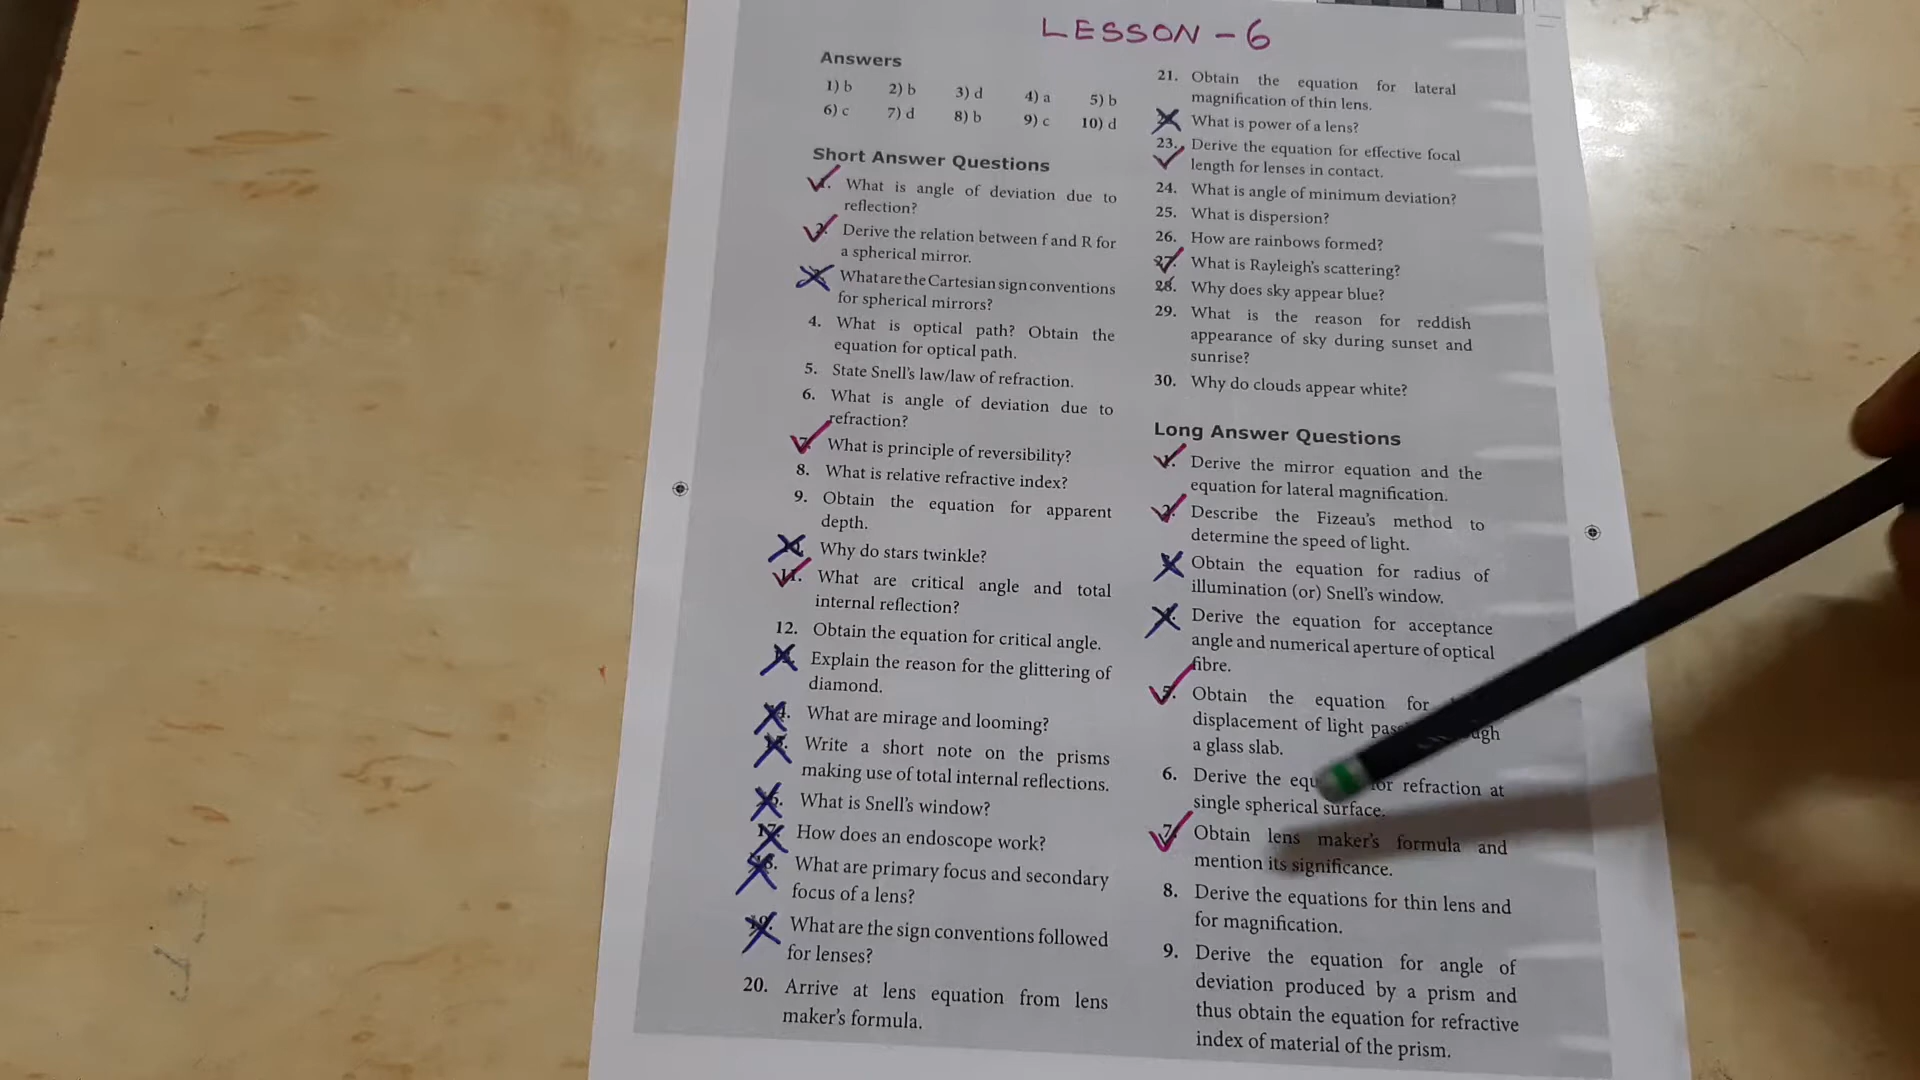 LESSON - 6
Answers
1) b 2) b 3) d 4) a 5) b
6) c 7) d 8) b 9) c 10) d
Short Answer Questions
1. What is angle of deviation due to
reflection?
2. Derive the relation between f and R for
a spherical mirror.
What are the Cartesian sign conventions
for spherical mirrors?
4. What is optical path? Obtain the
equation for optical path.
5. State Snell's law/law of refraction.
6. What is angle of deviation due to
refraction?
7. What is principle of reversibility?
8. What is relative refractive index?
9. Obtain the equation for apparent
depth.
Why do stars twinkle?
11. What are critical angle and total
internal reflection?
12. Obtain the equation for critical angle.
Explain the reason for the glittering of
diamond.
14. What are mirage and looming?
15. Write a short note on the prisms
making use of total internal reflections.
16. What is Snell's window?
17. How does an endoscope work?
18. What are primary focus and secondary
focus of a lens?
19. What are the sign conventions followed
for lenses?
20. Arrive at lens equation from lens
maker's formula.
21. Obtain the equation for lateral
magnification of thin lens.
What is power of a lens?
23. Derive the equation for effective focal
length for lenses in contact.
24. What is angle of minimum deviation?
25. What is dispersion?
26. How are rainbows formed?
27. What is Rayleigh's scattering?
28. Why does sky appear blue?
29. What is the reason for reddish
appearance of sky during sunset and
sunrise?
30. Why do clouds appear white?
Long Answer Questions
1. Derive the mirror equation and the
equation for lateral magnification.
2. Describe the Fizeau's method to
determine the speed of light.
Obtain the equation for radius of
illumination (or) Snell's window.
Derive the equation for acceptance
angle and numerical aperture of optical
fibre.
5. Obtain the equation for
displacement of light
a glass slab.
6. Derive the for refraction at
single spherical surface.
7. Obtain lens maker's formula and
mention its significance.
8. Derive the equations for thin lens and
for magnification.
9. Derive the equation for angle of
deviation produced by a prism and
thus obtain the equation for refractive
index of material of the prism.